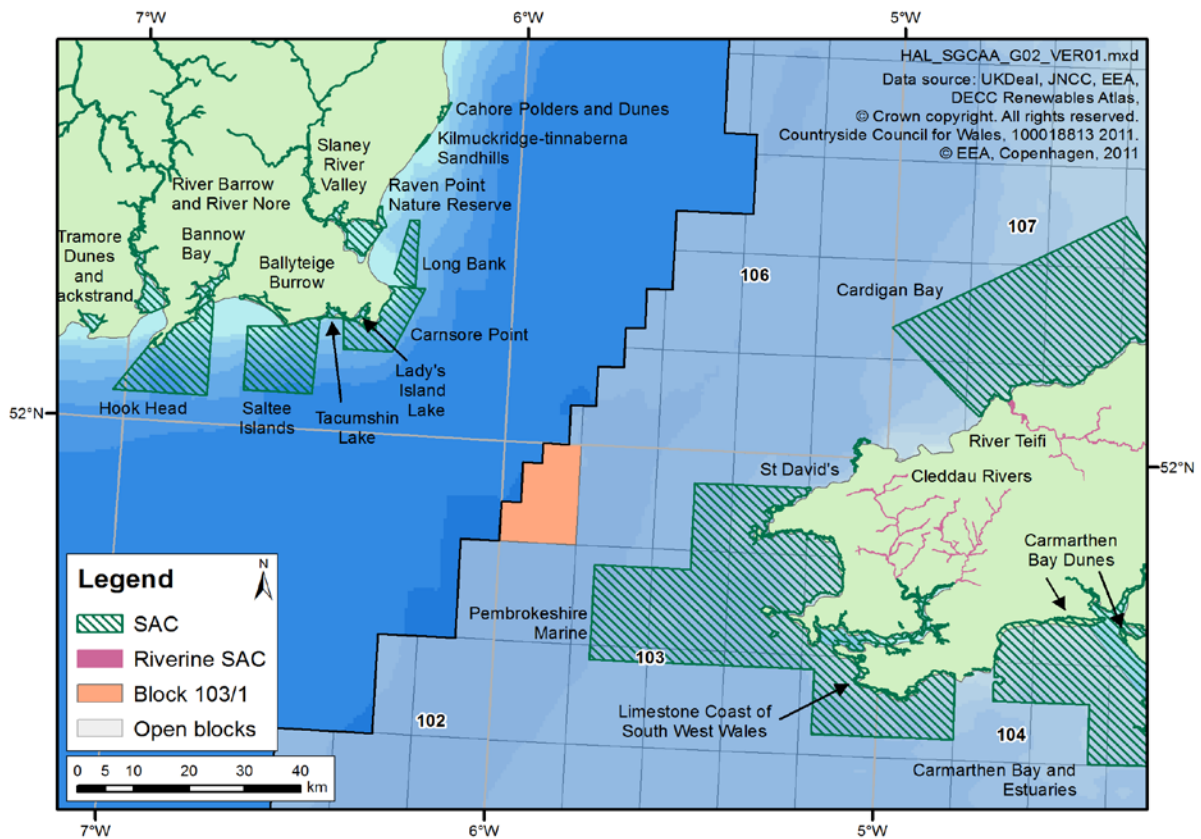 7°W
6°W
5°W
HAL_SGCAA_G02_VER01.mxd
Data source: UKDeal, JNCC, EEA,
DECC Renewables Atlas,
© Crown copyright. All rights reserved.
Countryside Council for Wales, 100018813 2011.
© EEA, Copenhagen, 2011
Cahore Polders and Dunes
Kilmuckridge-tinnaberna
Sandhills
Slaney
River
Valley
River Barrow
and River Nore
Raven Point
Nature Reserve
Tramore
Dunes
and
ackstrand
Bannow
Bay
Ballyteige
Burrow
Long Bank
107
106
Cardigan Bay
Carnsore Point
Lady's
Island
Lake
Hook Head
Saltee
Islands
Tacumshin
Lake
52°N
52°N
River Teifi
St David's
Cleddau Rivers
Carmarthen
Bay Dunes
Pembrokeshire
Marine
103
Limestone Coast of
South West Wales
102
104
Carmarthen Bay and
Estuaries
Legend
N
SAC
Riverine SAC
Block 103/1
Open blocks
0 5 10 20 30 40
km
7°W
6°W
5°W